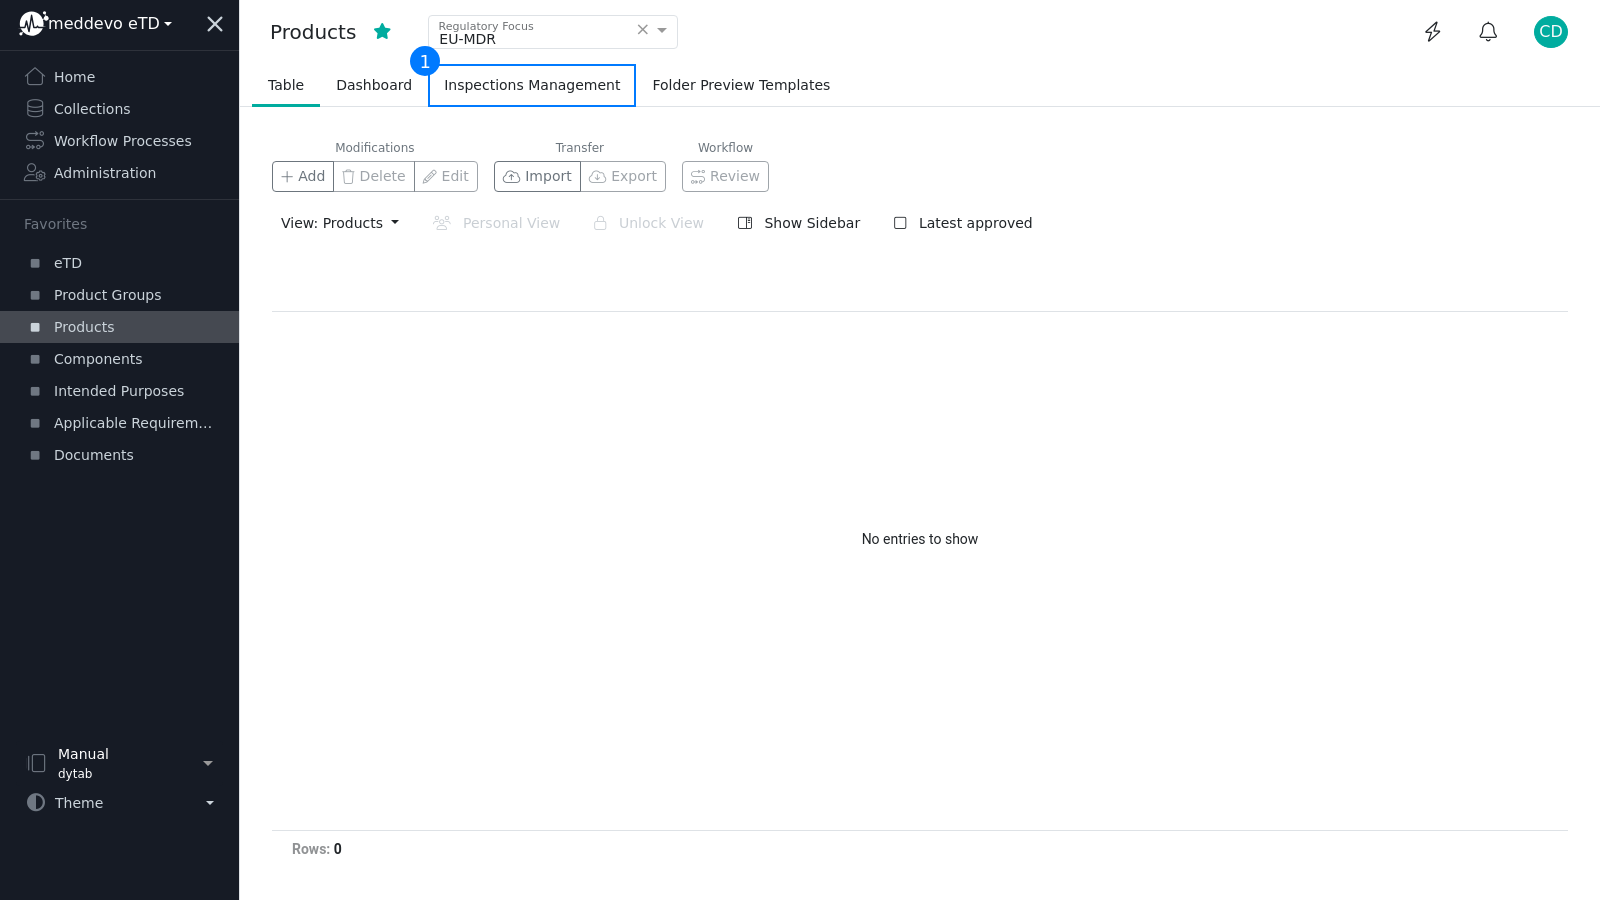 meddevo eTD
Home
Collections
Workflow Processes
Administration
Favorites
eTD
Product Groups
Products
Components
Intended Purposes
Applicable Requirem...
Documents
Manual
dytab
Theme
Products
Regulatory Focus
EU-MDR
CD
1
Table Dashboard Inspections Management Folder Preview Templates
Modifications Transfer Workflow
Add Delete Edit Import Export Review
View: Products Personal View Unlock View Show Sidebar Latest approved
No entries to show
Rows: 0